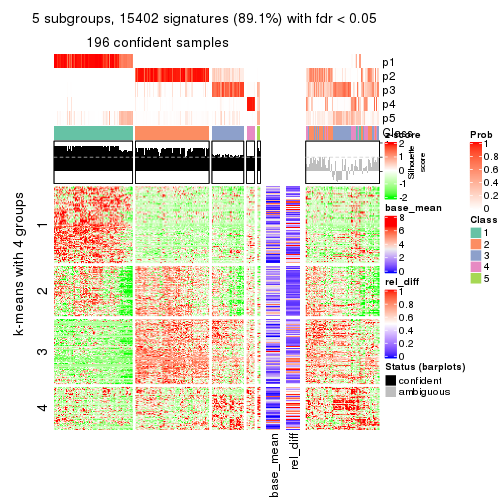 5 subgroups, 15402 signatures (89.1%) with fdr < 0.05
196 confident samples
p1
p2
p3
p4
p5
Class
Silhouette
score
k-means with 4 groups
1
2
3
4
base_mean
rel_diff
z-score
2
1
0
-1
-2
base_mean
8
6
4
2
0
rel_diff
1
0.8
0.6
0.4
0.2
0
Prob
1
0.8
0.6
0.4
0.2
0
Class
1
2
3
4
5
Status (barplots)
confident
ambiguous